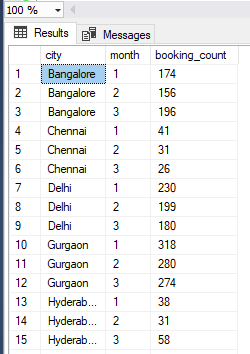 100 %
Results Messages
city month booking_count
1 Bangalore 1 174
2 Bangalore 2 156
3 Bangalore 3 196
4 Chennai 1 41
5 Chennai 2 31
6 Chennai 3 26
7 Delhi 1 230
8 Delhi 2 199
9 Delhi 3 180
10 Gurgaon 1 318
11 Gurgaon 2 280
12 Gurgaon 3 274
13 Hyderab... 1 38
14 Hyderab... 2 31
15 Hyderab... 3 58